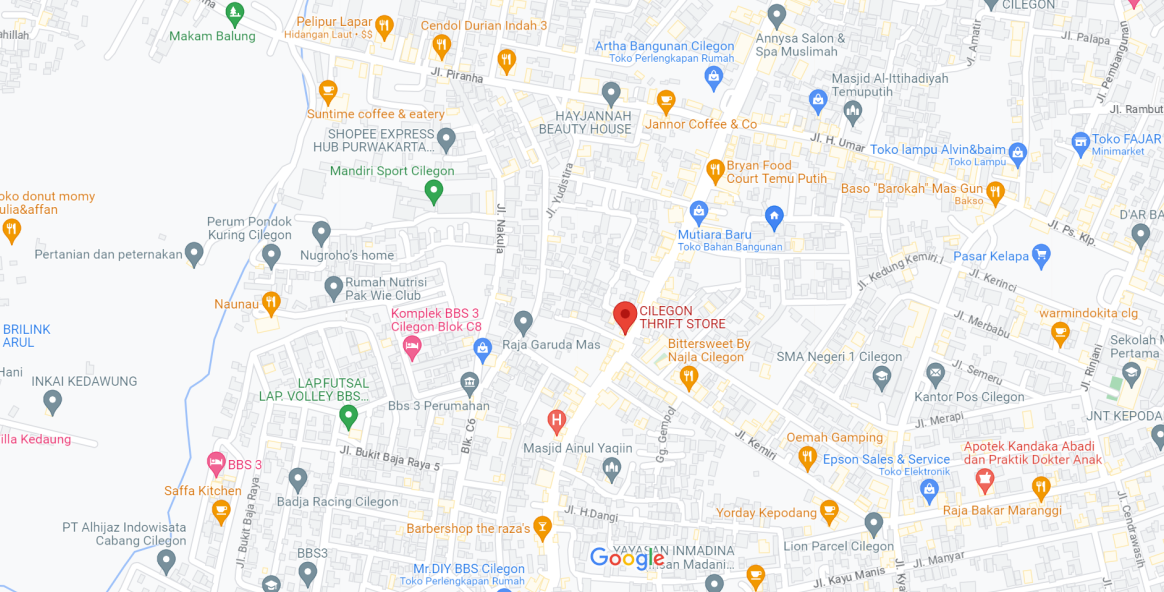 CILEGON
Pelipur Lapar
Hidangan Laut • $$
Cendol Durian Indah 3
Makam Balung
Annysa Salon &
Spa Muslimah
Jl. Amarir
Jl. Palapa
Jl. Pembangunan
Artha Bangunan Cilegon
Toko Perlengkapan Rumah
Jl. Piranha
Masjid Al-Ittihadiyah
Temuputih
Jl. Rambut
Suntime coffee & eatery
HAYJANNAH
BEAUTY HOUSE
Jannor Coffee & Co
SHOPEE EXPRESS
HUB PURWAKARTA...
Jl. H. Umar
Toko lampu Alvin&baim
Toko Lampu
Toko FAJAR
Minimarket
Mandiri Sport Cilegon
Bryan Food
Court Temu Putih
Baso "Barokah" Mas Gun
Bakso
oko donut momy
ulia&affan
Jl. Yudistira
Jl. Nakula
Perum Pondok
Kuring Cilegon
Mutiara Baru
Toko Bahan Bangunan
D'AR BA
Jl. Ps. Klp.
Pertanian dan peternakan
Nugroho's home
Pasar Kelapa
Jl. Kedung Kemiri I
Jl. Kerinci
Rumah Nutrisi
Pak Wie Club
Naunau
Komplek BBS 3
Cilegon Blok C8
CILEGON
THRIFT STORE
Jl. Merbabu
warmindokita clg
BRILINK
ARUL
Raja Garuda Mas
Bittersweet By
Najla Cilegon
SMA Negeri 1 Cilegon
Jl. Semeru
Jl. Rinjani
Sekolah M
Pertama
Hani
INKAI KEDAWUNG
LAP.FUTSAL
LAP. VOLLEY BBS...
Bbs 3 Perumahan
Kantor Pos Cilegon
JNT KEPODA
Jl. Merapi
Blk. C6
Gg. Gempol
Jl. Kemiri
Villa Kedaung
Masjid Ainul Yaqiin
Oemah Gamping
Jl. Bukit Baja Raya 5
BBS 3
Epson Sales & Service
Toko Elektronik
Apotek Kandaka Abadi
dan Praktik Dokter Anak
Saffa Kitchen
Badja Racing Cilegon
Jl. Bukit Baja Raya
Jl. H.Dangi
Yorday Kepodang
Raja Bakar Maranggi
Jl. Cendrawasih
PT Alhijaz Indowisata
Cabang Cilegon
Barbershop the raza's
Lion Parcel Cilegon
BBS3
Google
YAYASAN INMADINA
Jl. Manyar
Mr.DIY BBS Cilegon
Toko Perlengkapan Rumah
Jl. Kayu Manis